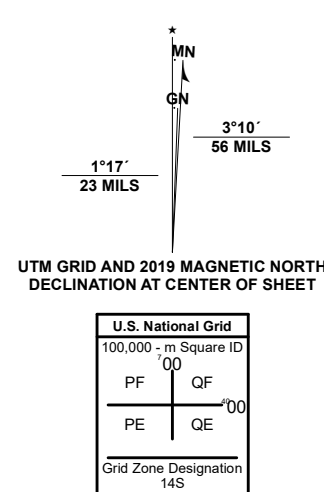 ★
MN
GN
3°10´
56 MILS
1°17´
23 MILS
UTM GRID AND 2019 MAGNETIC NORTH
DECLINATION AT CENTER OF SHEET
U.S. National Grid
100,000 - m Square ID
⁷00
PF QF
⁴⁰00
PE QE
Grid Zone Designation
14S